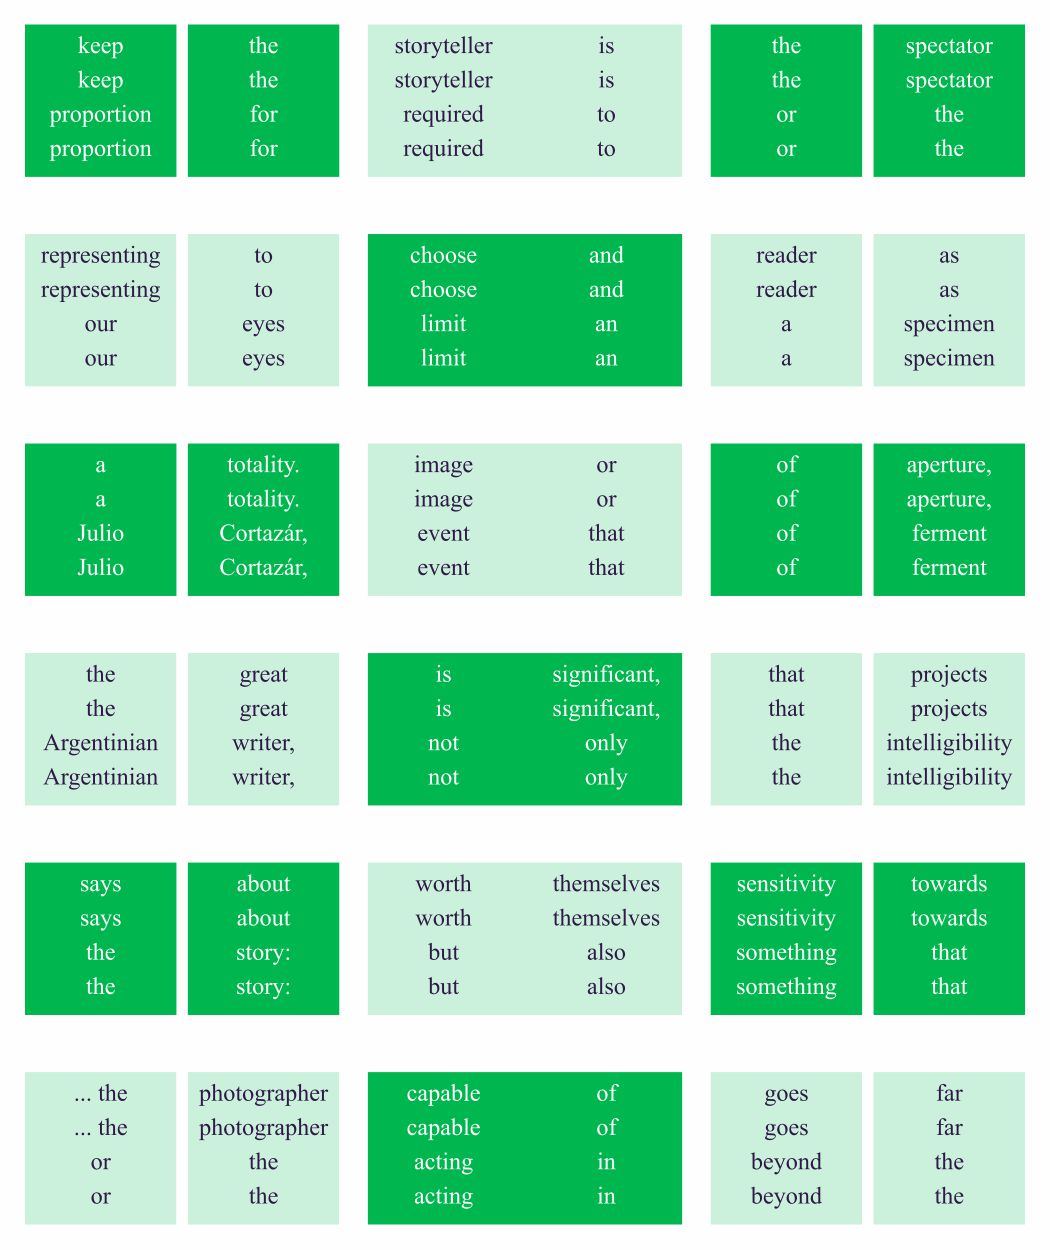 keep the storyteller is the spectator
keep the storyteller is the spectator
proportion for required to or the
proportion for required to or the
representing to choose and reader as
representing to choose and reader as
our eyes limit an a specimen
our eyes limit an a specimen
a totality. image or of aperture,
a totality. image or of aperture,
Julio Cortazár, event that of ferment
Julio Cortazár, event that of ferment
the great is significant, that projects
the great is significant, that projects
Argentinian writer, not only the intelligibility
Argentinian writer, not only the intelligibility
says about worth themselves sensitivity towards
says about worth themselves sensitivity towards
the story: but also something that
the story: but also something that
... the photographer capable of goes far
... the photographer capable of goes far
or the acting in beyond the
or the acting in beyond the